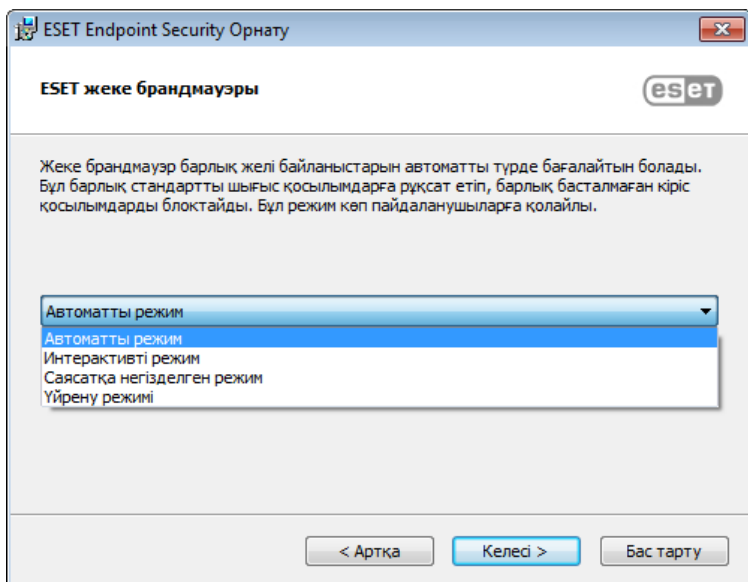 ESET Endpoint Security Орнату
ESET жеке брандмауэры
eset
Жеке брандмауэр барлық желі байланыстарын автоматты түрде бағалайтын болады.
Бұл барлық стандартты шығыс қосылымдарға рұқсат етіп, барлық басталмаған кіріс
қосылымдарды блоктайды. Бұл режим көп пайдаланушыларға қолайлы.
Автоматты режим
Автоматты режим
Интерактивті режим
Саясатқа негізделген режим
Үйрену режимі
< Артқа
Келесі >
Бас тарту